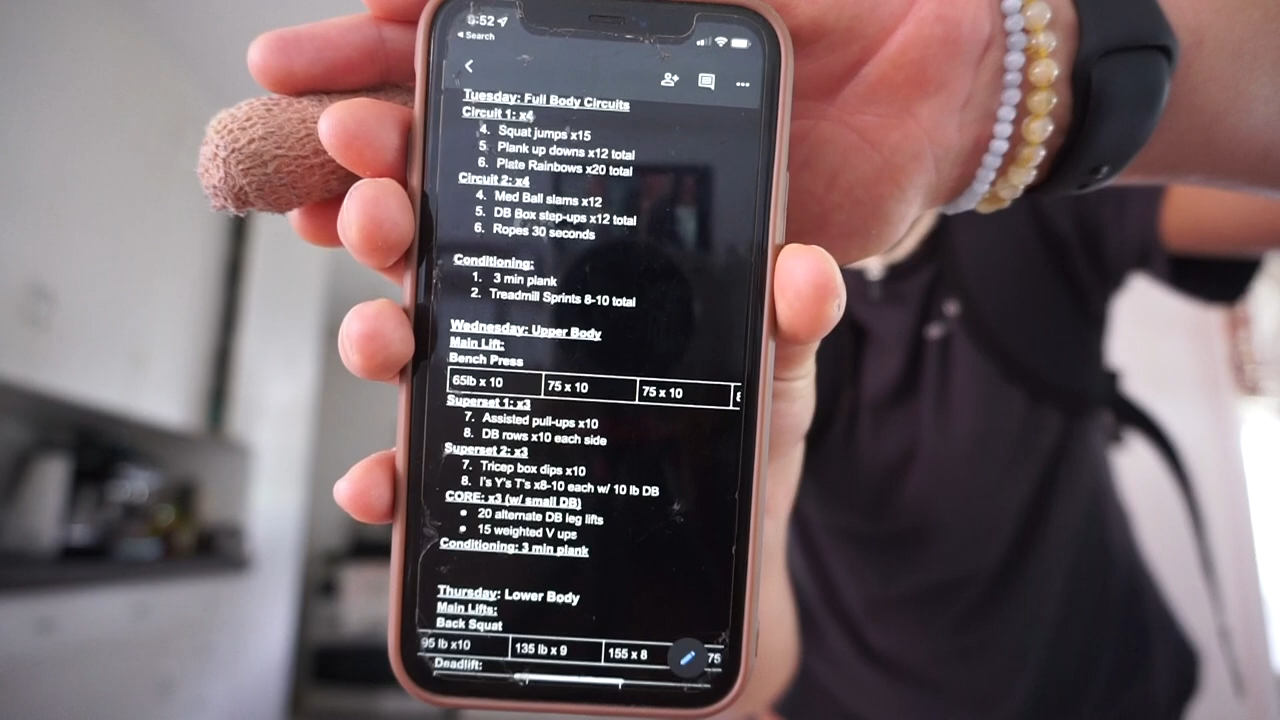 9:52
Search
Tuesday: Full Body Circuits
Circuit 1: x4
4. Squat jumps x15
5 Plank up downs x12 total
6. Plate Rainbows x20 total
Circuit 2: x4
4. Med Ball slams x12
5. DB Box step-ups x12 total
6. Ropes 30 seconds
Conditioning:
1. 3 min plank
2. Treadmill Sprints 8-10 total
Wednesday: Upper Body
Main Lift:
Bench Press
65lb x 10 75 x 10 75 x 10
Superset 1: x3
7. Assisted pull-ups x10
8. DB rows x10 each side
Superset 2: x3
7. Tricep box dips x10
8. I's Y's T's x8-10 each w/ 10 lb DB
CORE: x3 (w/ small DB)
20 alternate DB leg lifts
15 weighted V ups
Conditioning: 3 min plank
Thursday: Lower Body
Main Lifts:
Back Squat
95 lb x10 135 lb x 9 155 x 8 75
Deadlift: